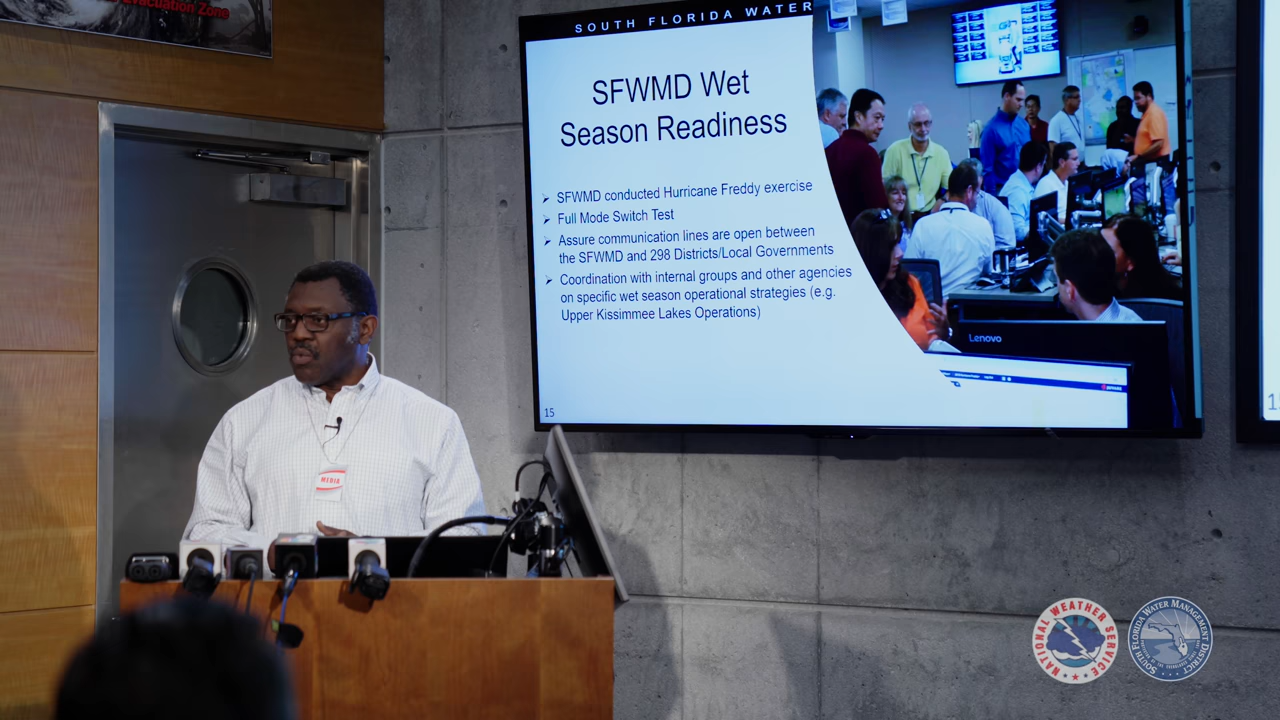 Evacuation Zone
SOUTH FLORIDA WATER
SFWMD Wet
Season Readiness
SFWMD conducted Hurricane Freddy exercise
Full Mode Switch Test
Assure communication lines are open between
the SFWMD and 298 Districts/Local Governments
Coordination with internal groups and other agencies
on specific wet season operational strategies (e.g.
Upper Kissimmee Lakes Operations)
15
Lenovo
MEDIA
NATIONAL WEATHER SERVICE
SOUTH FLORIDA WATER MANAGEMENT DISTRICT